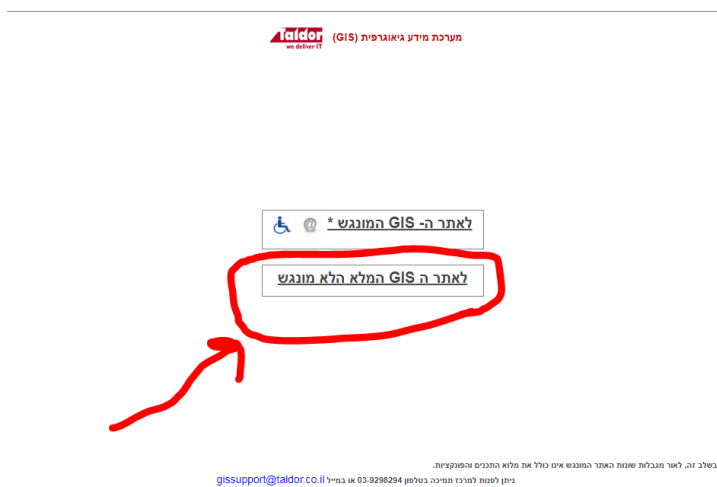 מערכת מידע גיאוגרפית (GIS) Taldor
we deliver IT
לאתר ה- GIS המונגש * @
לאתר ה GIS המלא הלא מונגש
בשלב זה, לאור מגבלות שונות האתר המונגש אינו כולל את מלוא התכנים והפונקציות.
ניתן לפנות למרכז תמיכה בטלפון 03-9298294 או במייל gissupport@taldor.co.il